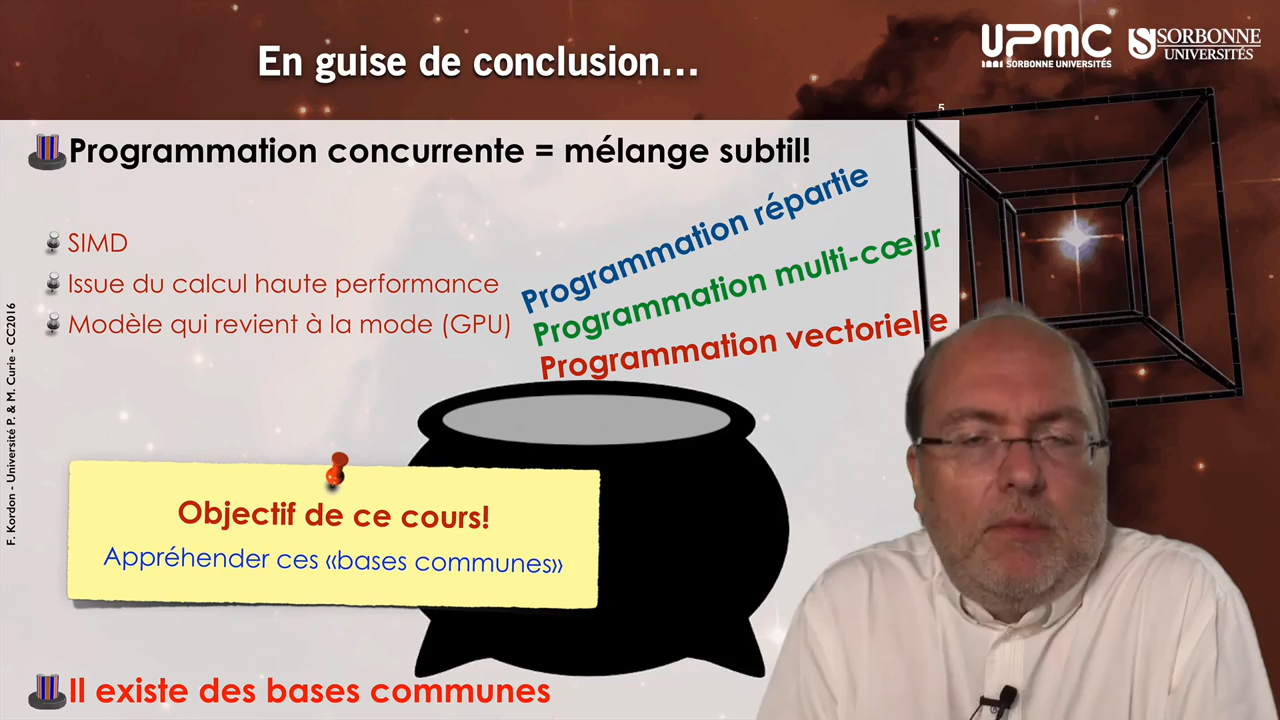 En guise de conclusion...
UPMC
SORBONNE UNIVERSITÉS
SORBONNE
UNIVERSITÉS
5
Programmation concurrente = mélange subtil!
SIMD
Issue du calcul haute performance
Modèle qui revient à la mode (GPU)
Programmation répartie
Programmation multi-cœur
Programmation vectorielle
F. Kordon - Université P. & M. Curie - CC2016
Objectif de ce cours!
Appréhender ces «bases communes»
Il existe des bases communes